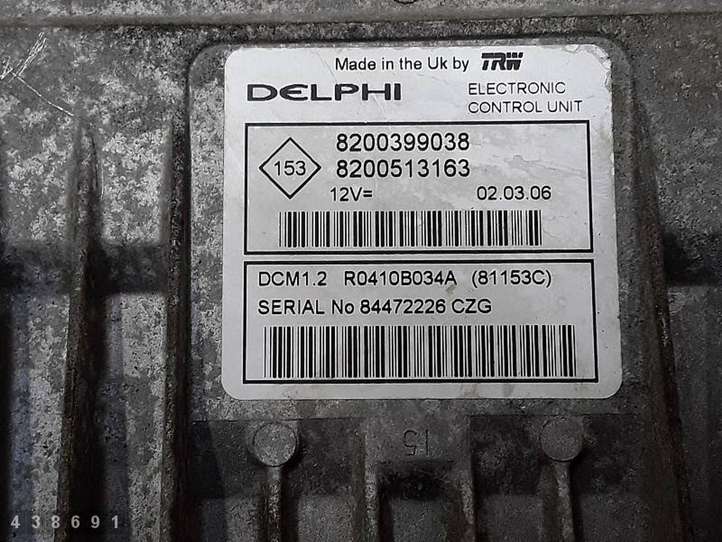 Made in the Uk by TRW
DELPHI
ELECTRONIC
CONTROL UNIT
153
8200399038
8200513163
12V=
02.03.06
DCM1.2 R0410B034A (81153C)
SERIAL No 84472226 CZG
15
438691